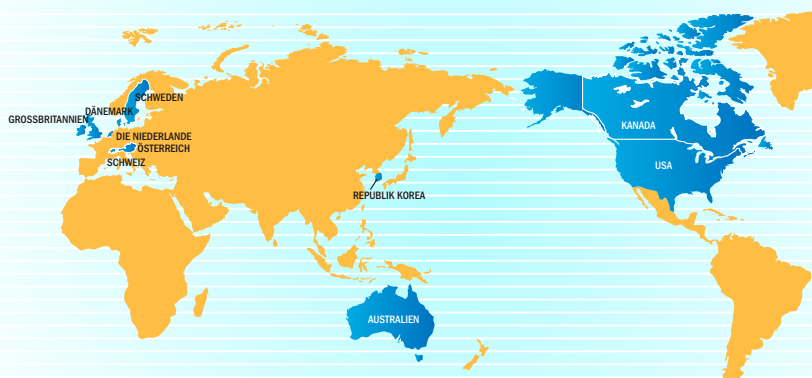 SCHWEDEN
DÄNEMARK
GROSSBRITANNIEN
DIE NIEDERLANDE
ÖSTERREICH
SCHWEIZ
REPUBLIK KOREA
KANADA
USA
AUSTRALIEN